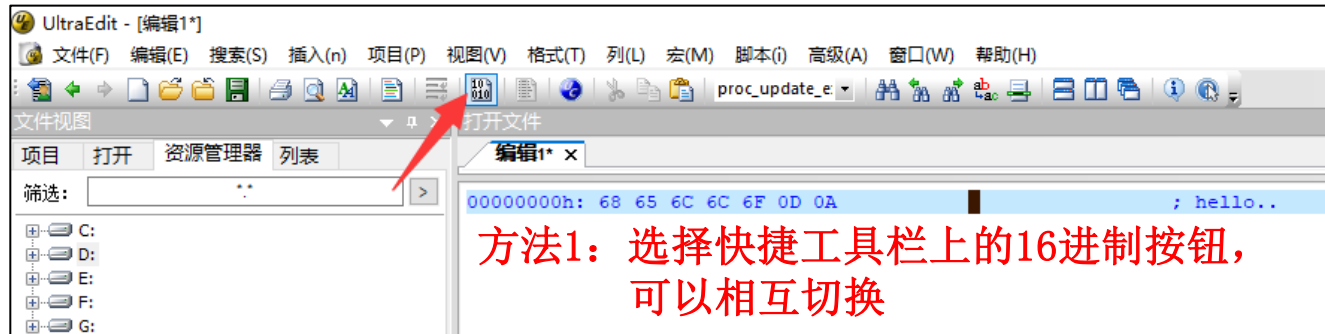 UltraEdit - [编辑1*]
文件(F) 编辑(E) 搜索(S) 插入(n) 项目(P) 视图(V) 格式(T) 列(L) 宏(M) 脚本(i) 高级(A) 窗口(W) 帮助(H)
proc_update_e:
文件视图 打开文件
项目 打开 资源管理器 列表 编辑1* x
筛选: *.* >
00000000h: 68 65 6C 6C 6F 0D 0A ; hello..
C:
D:
E:
F:
G:
方法1：选择快捷工具栏上的16进制按钮，
可以相互切换